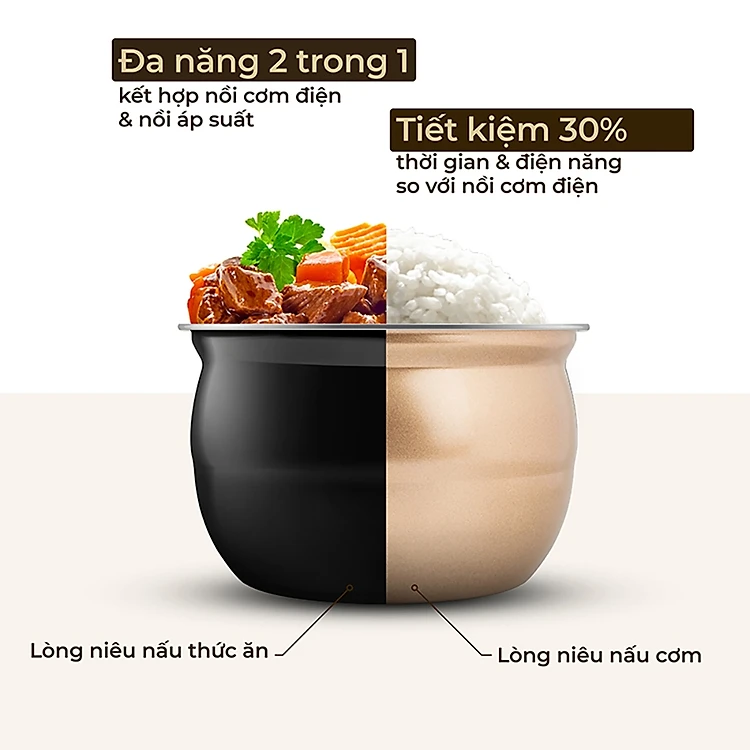 Đa năng 2 trong 1
kết hợp nồi cơm điện
& nồi áp suất
Tiết kiệm 30%
thời gian & điện năng
so với nồi cơm điện
Lòng niêu nấu thức ăn
Lòng niêu nấu cơm